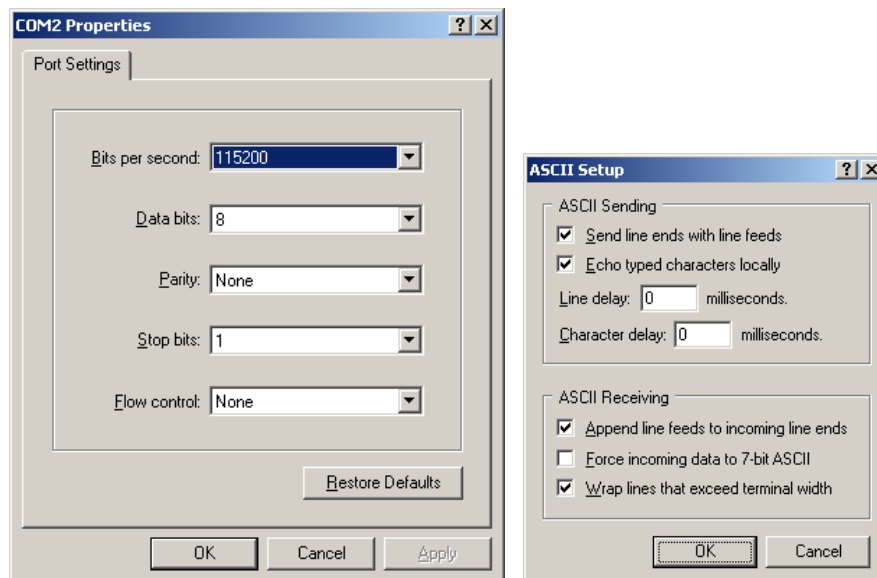 COM2 Properties
Port Settings
Bits per second: 115200
Data bits: 8
Parity: None
Stop bits: 1
Flow control: None
Restore Defaults
OK Cancel Apply
ASCII Setup
ASCII Sending
Send line ends with line feeds
Echo typed characters locally
Line delay: 0 milliseconds.
Character delay: 0 milliseconds.
ASCII Receiving
Append line feeds to incoming line ends
Force incoming data to 7-bit ASCII
Wrap lines that exceed terminal width
OK Cancel